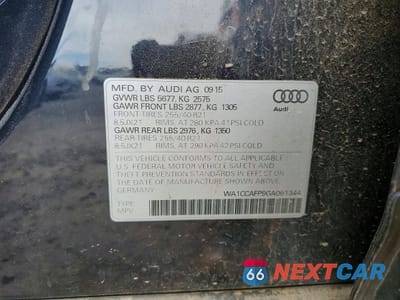 MFD. BY AUDI AG 09/15
GVWR LBS 5677, KG 2575
GAWR FRONT LBS 2877, KG 1305
FRONT TIRES 255/40 R21
8.5JX21 RIMS, AT 280 KPA/41 PSI COLD
GAWR REAR LBS 2976, KG 1350
REAR TIRES 255/40 R21
8.5JX21 RIMS, AT 290 KPA/42 PSI COLD
THIS VEHICLE CONFORMS TO ALL APPLICABLE
U.S. FEDERAL MOTOR VEHICLE SAFETY AND
THEFT PREVENTION STANDARDS IN EFFECT ON
THE DATE OF MANUFACTURE SHOWN ABOVE
GERMANY
TYPE:
MPV
Audi
66 NEXTCAR